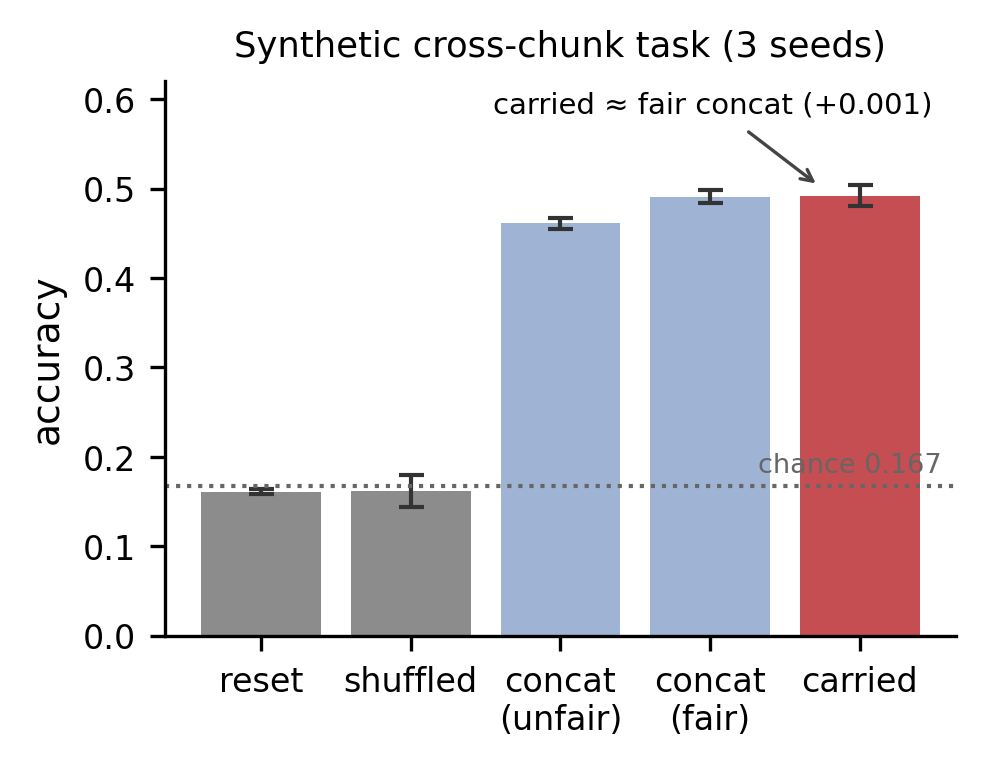 Synthetic cross-chunk task (3 seeds)
carried ≈ fair concat (+0.001)
accuracy
0.6
0.5
0.4
0.3
0.2
0.1
0.0
chance 0.167
reset
shuffled
concat
(unfair)
concat
(fair)
carried